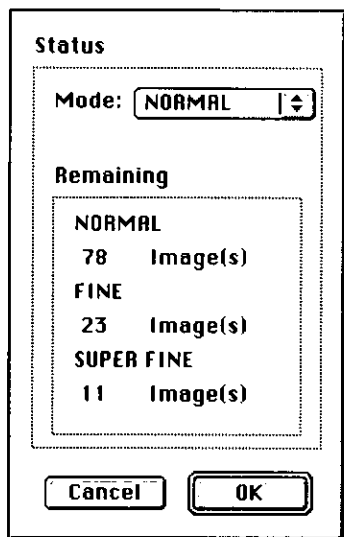 Status
Mode: NORMAL
Remaining
NORMAL
78 Image(s)
FINE
23 Image(s)
SUPER FINE
11 Image(s)
Cancel OK